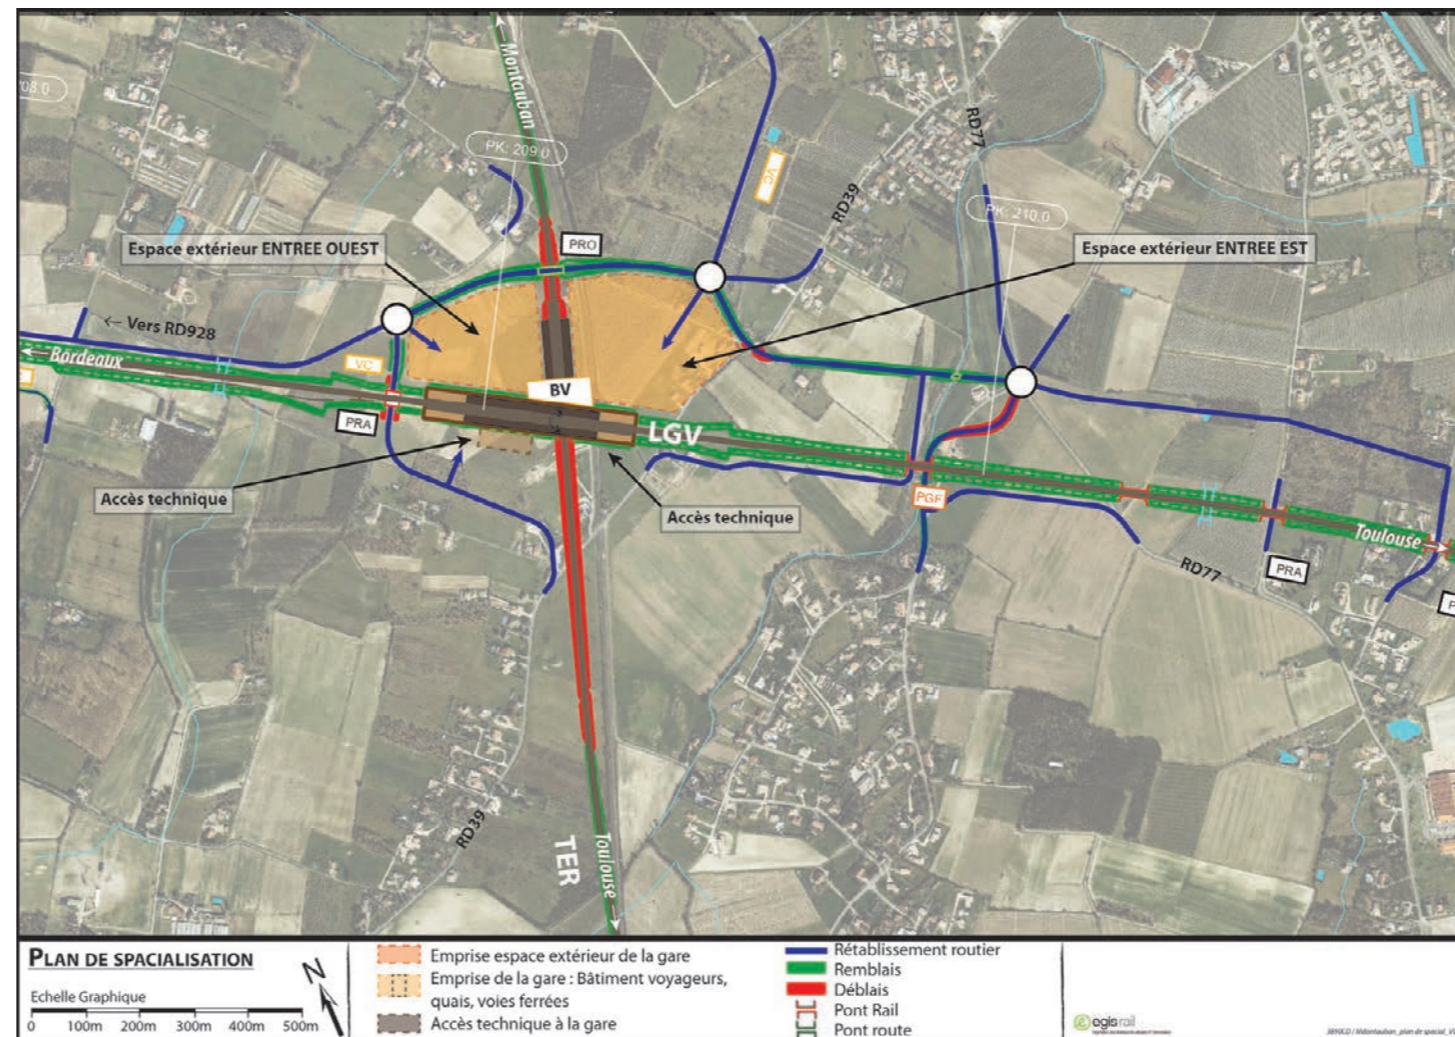 Montauban
08.0
PK: 209.0
RD77
VC
RD39
PK: 210.0
Espace extérieur ENTREE OUEST
PRO
Espace extérieur ENTREE EST
← Vers RD928
Bordeaux
VC
BV
PRA
LGV
Accès technique
Accès technique
PGF
Toulouse
RD77
PRA
P
RD39
TER
Toulouse
PLAN DE SPACIALISATION
N
Echelle Graphique
0 100m 200m 300m 400m 500m
Emprise espace extérieur de la gare
Emprise de la gare : Bâtiment voyageurs,
quais, voies ferrées
Accès technique à la gare
Rétablissement routier
Remblais
Déblais
Pont Rail
Pont route
egis rail